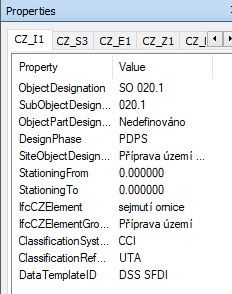 Properties
CZ_I1 CZ_S3 CZ_E1 CZ_Z1 CZ_I
Property Value
ObjectDesignation SO 020.1
SubObjectDesign... 020.1
ObjectPartDesign... Nedefinováno
DesignPhase PDPS
SiteObjectDesign... Příprava území ...
StationingFrom 0.000000
StationingTo 0.000000
IfcCZElement sejmutí ornice
IfcCZElementGro... Příprava území
ClassificationSyst... CCI
ClassificationRef... UTA
DataTemplateID DSS SFDI